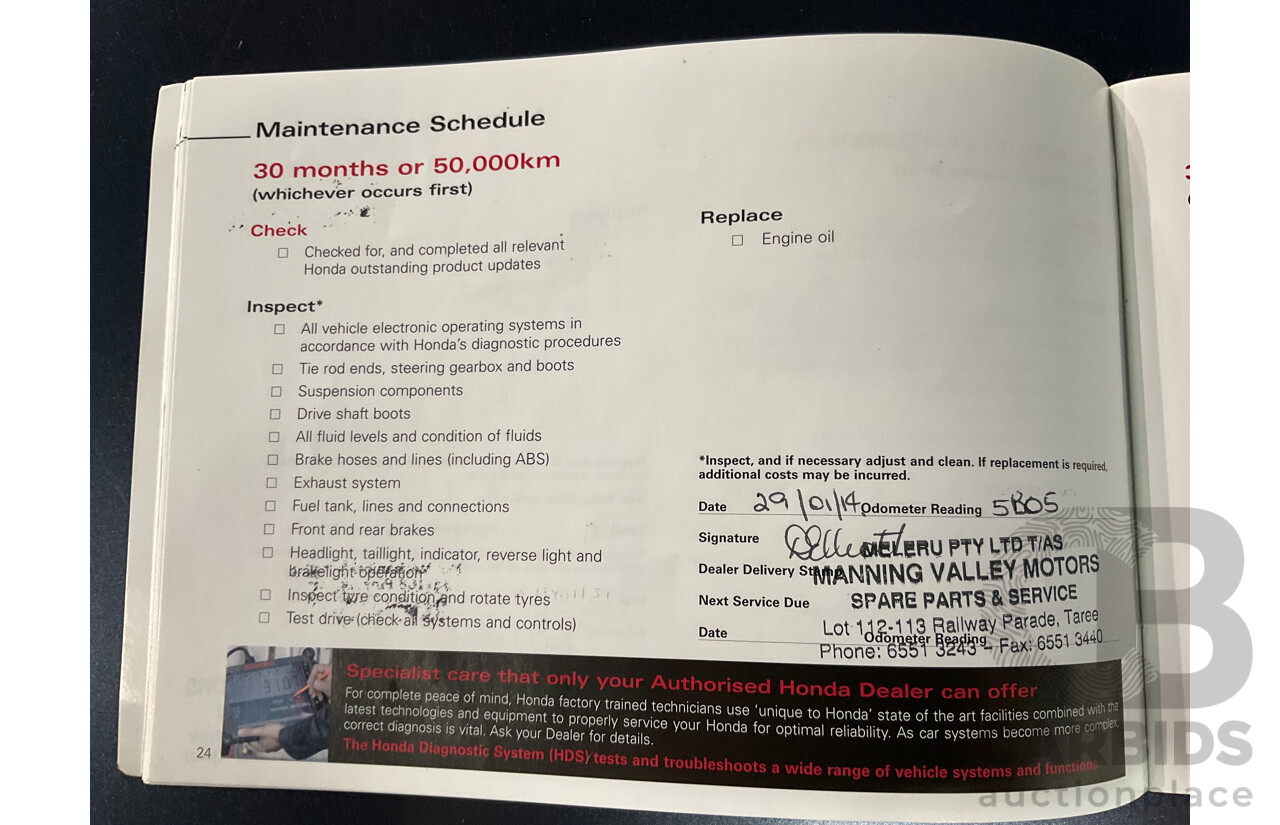 Maintenance Schedule
30 months or 50,000km
(whichever occurs first)
Check
Checked for, and completed all relevant
Honda outstanding product updates
Inspect*
All vehicle electronic operating systems in
accordance with Honda's diagnostic procedures
Tie rod ends, steering gearbox and boots
Suspension components
Drive shaft boots
All fluid levels and condition of fluids
Brake hoses and lines (including ABS)
Exhaust system
Fuel tank, lines and connections
Front and rear brakes
Headlight, taillight, indicator, reverse light and
brakelight operation
Inspect tyre condition and rotate tyres
Test drive (check all systems and controls)
Replace
Engine oil
*Inspect, and if necessary adjust and clean. If replacement is required,
additional costs may be incurred.
Date 29/01/14 Odometer Reading 5805
Signature
MELERU PTY LTD T/AS
Dealer Delivery Stamp
MANNING VALLEY MOTORS
Next Service Due
SPARE PARTS & SERVICE
Lot 112-113 Railway Parade, Taree
Date Odometer Reading
Phone: 6551 3243 - Fax: 6551 3440
Specialist care that only your Authorised Honda Dealer can offer
For complete peace of mind, Honda factory trained technicians use 'unique to Honda' state of the art facilities combined with the
latest technologies and equipment to properly service your Honda for optimal reliability. As car systems become more complex,
correct diagnosis is vital. Ask your Dealer for details.
The Honda Diagnostic System (HDS) tests and troubleshoots a wide range of vehicle systems and functions.
24
ARBIDS
auctionplace